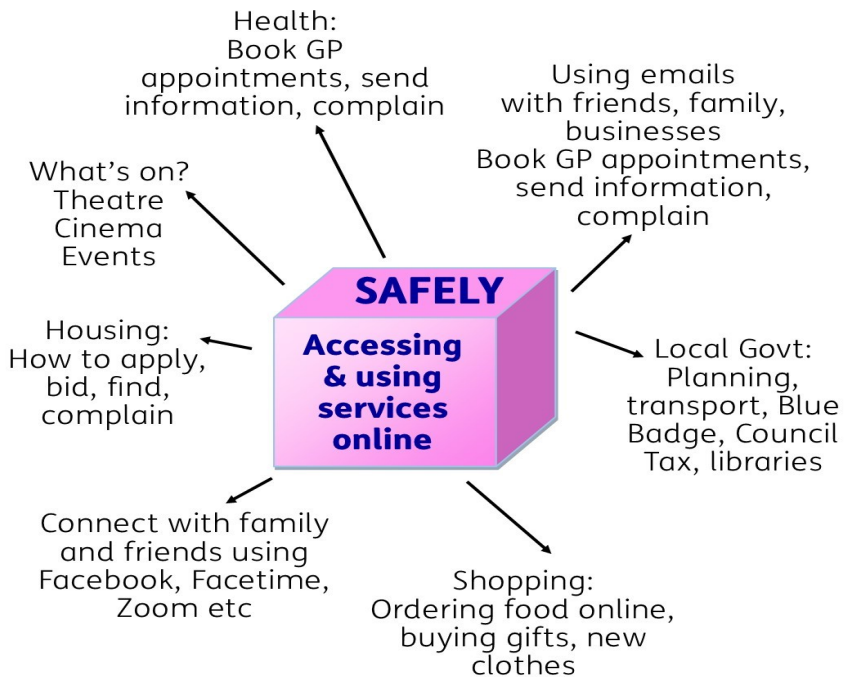 Health:
Book GP
appointments, send
information, complain
Using emails
with friends, family,
businesses
Book GP appointments,
send information,
complain
What's on?
Theatre
Cinema
Events
SAFELY
Accessing
& using
services
online
Housing:
How to apply,
bid, find,
complain
Local Govt:
Planning,
transport, Blue
Badge, Council
Tax, libraries
Connect with family
and friends using
Facebook, Facetime,
Zoom etc
Shopping:
Ordering food online,
buying gifts, new
clothes